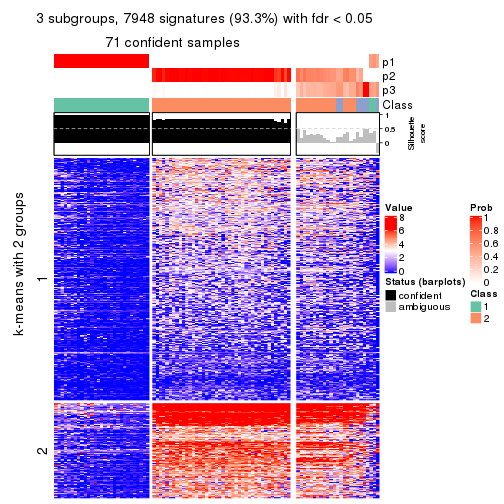 3 subgroups, 7948 signatures (93.3%) with fdr < 0.05
71 confident samples
p1
p2
p3
Class
1
0.5
0
Silhouette
score
k-means with 2 groups
1
2
Value
8
6
4
2
0
Status (barplots)
confident
ambiguous
Prob
1
0.8
0.6
0.4
0.2
0
Class
1
2